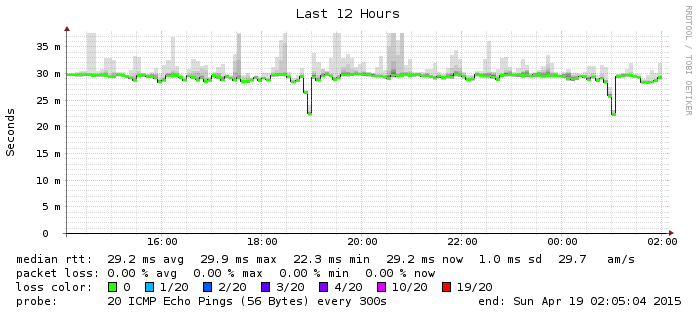 Last 12 Hours
RRDTOOL / TOBI OETIKER
Seconds
35 m
30 m
25 m
20 m
15 m
10 m
5 m
0
16:00 18:00 20:00 22:00 00:00 02:00
median rtt: 29.2 ms avg 29.9 ms max 22.3 ms min 29.2 ms now 1.0 ms sd 29.7 am/s
packet loss: 0.00 % avg 0.00 % max 0.00 % min 0.00 % now
loss color: 0 1/20 2/20 3/20 4/20 10/20 19/20
probe: 20 ICMP Echo Pings (56 Bytes) every 300s end: Sun Apr 19 02:05:04 2015